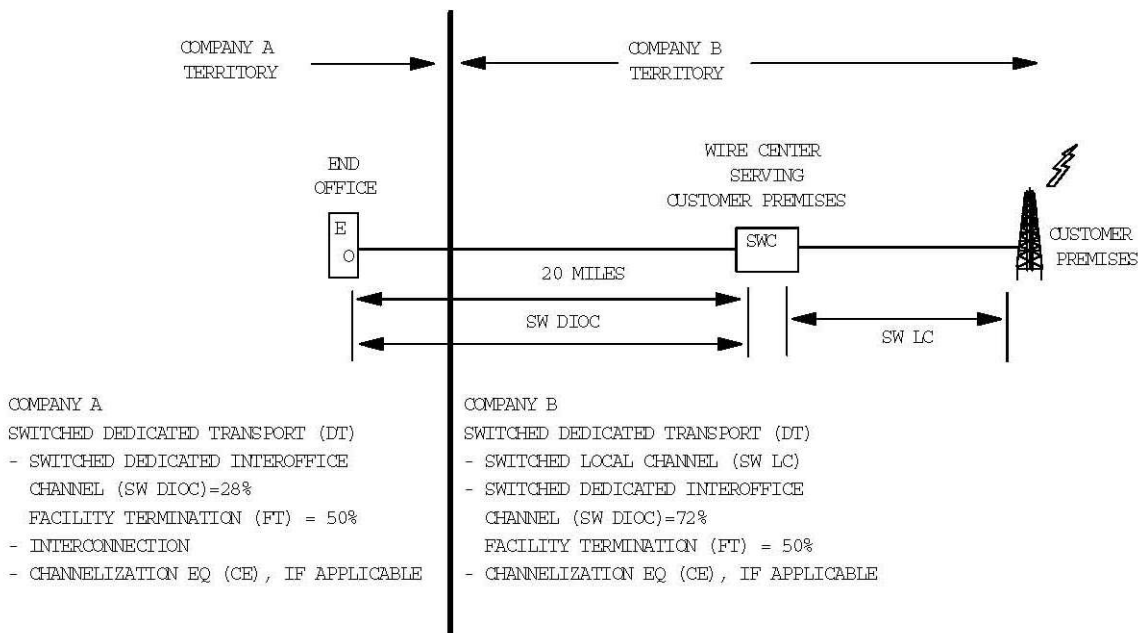 COMPANY A
TERRITORY
COMPANY B
TERRITORY
END
OFFICE
WIRE CENTER
SERVING
CUSTOMER PREMISES
E
O
SWC
CUSTOMER
PREMISES
20 MILES
SW DIOC
SW LC
COMPANY A
SWITCHED DEDICATED TRANSPORT (DT)
- SWITCHED DEDICATED INTEROFFICE
CHANNEL (SW DIOC)=28%
FACILITY TERMINATION (FT) = 50%
- INTERCONNECTION
- CHANNELIZATION EQ (CE), IF APPLICABLE
COMPANY B
SWITCHED DEDICATED TRANSPORT (DT)
- SWITCHED LOCAL CHANNEL (SW LC)
- SWITCHED DEDICATED INTEROFFICE
CHANNEL (SW DIOC)=72%
FACILITY TERMINATION (FT) = 50%
- CHANNELIZATION EQ (CE), IF APPLICABLE